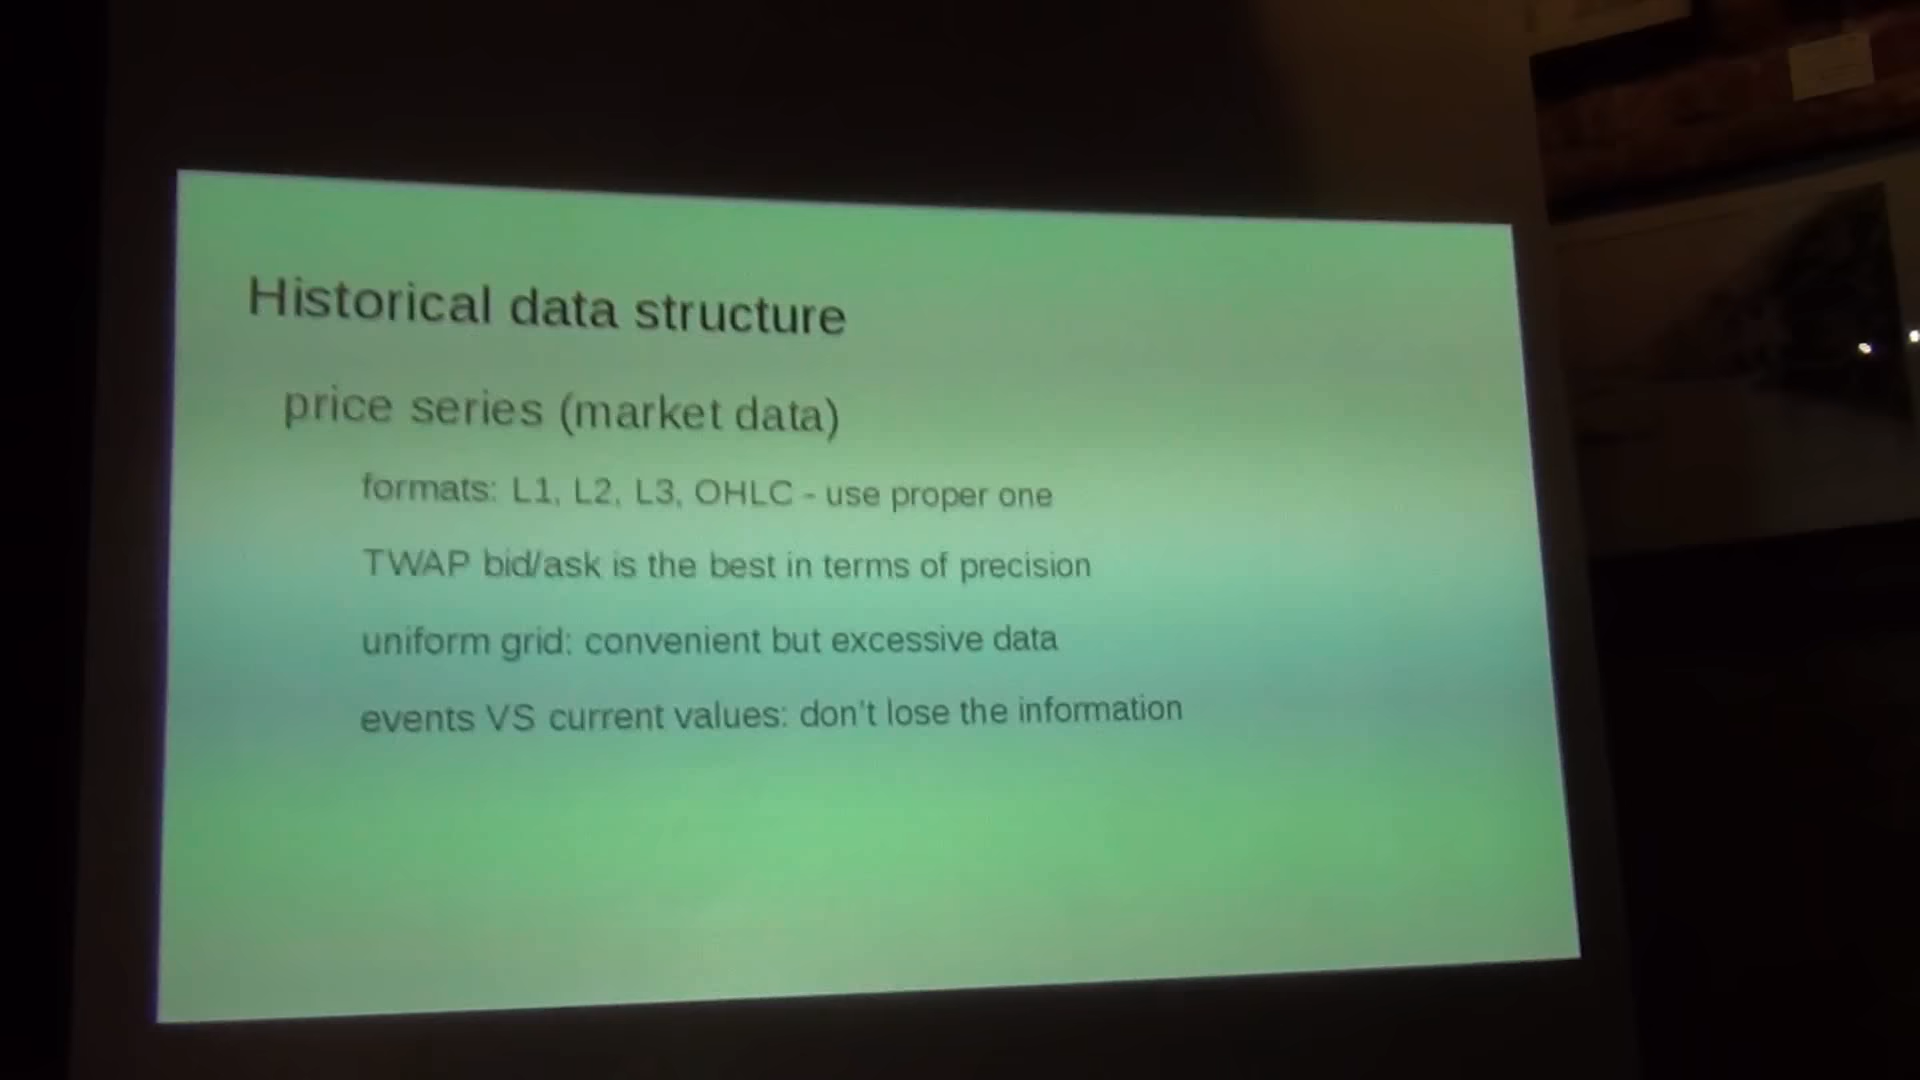 Historical data structure
price series (market data)
formats: L1, L2, L3, OHLC - use proper one
TWAP bid/ask is the best in terms of precision
uniform grid: convenient but excessive data
events VS current values: don't lose the information